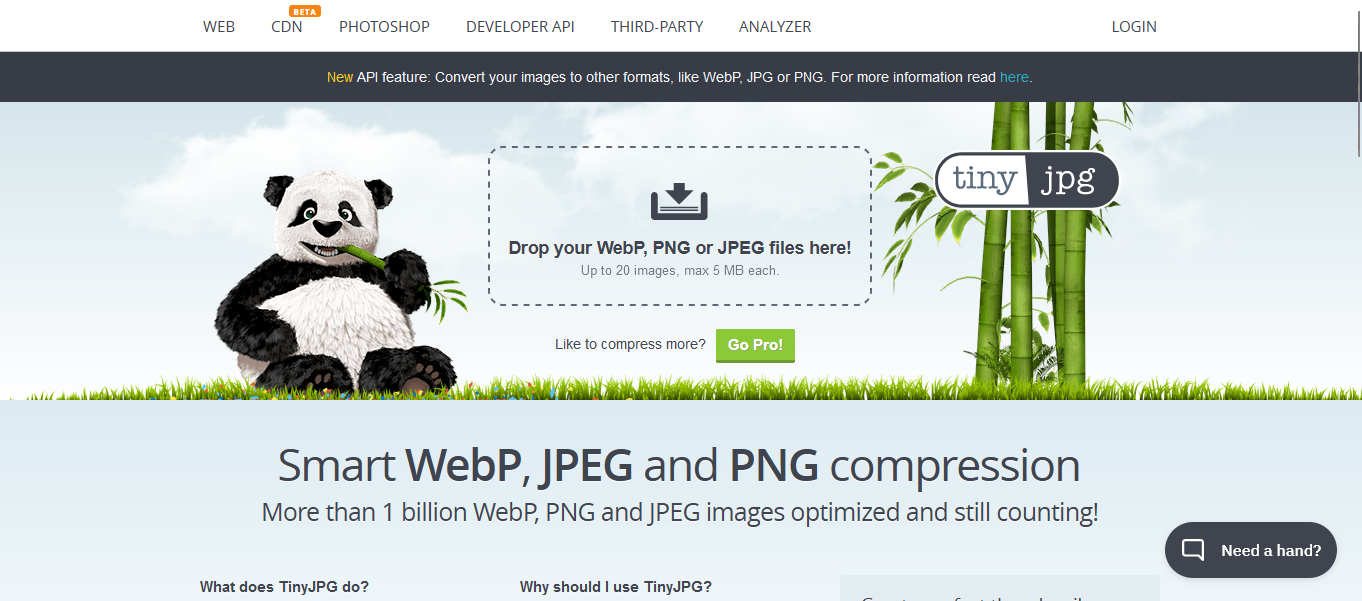 BETA
WEB CDN PHOTOSHOP DEVELOPER API THIRD-PARTY ANALYZER LOGIN
New API feature: Convert your images to other formats, like WebP, JPG or PNG. For more information read here.
tiny jpg
Drop your WebP, PNG or JPEG files here!
Up to 20 images, max 5 MB each.
Like to compress more? Go Pro!
Smart WebP, JPEG and PNG compression
More than 1 billion WebP, PNG and JPEG images optimized and still counting!
Need a hand?
What does TinyJPG do? Why should I use TinyJPG?